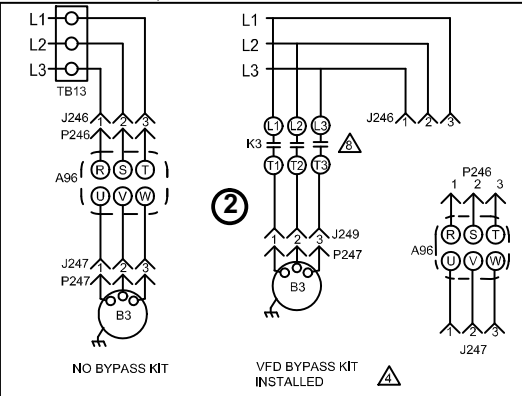 L1
L2
L3
TB13
J246 1 2 3
P246
R S T
A96
U V W
J247 1 2 3
P247
B3
NO BYPASS KIT
2
L1
L2
L3
J246 1 2 3
L1 L2 L3
K3
8
T1 T2 T3
J249
1 2 3
P247
B3
VFD BYPASS KIT
INSTALLED
4
P246
1 2 3
R S T
A96
U V W
1 2 3
J247